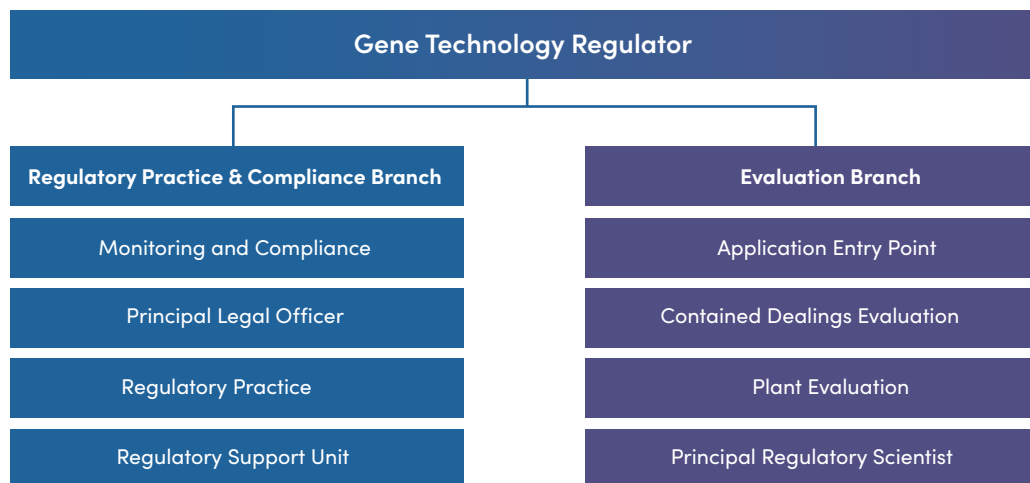 Gene Technology Regulator
Regulatory Practice & Compliance Branch
Monitoring and Compliance
Principal Legal Officer
Regulatory Practice
Regulatory Support Unit
Evaluation Branch
Application Entry Point
Contained Dealings Evaluation
Plant Evaluation
Principal Regulatory Scientist